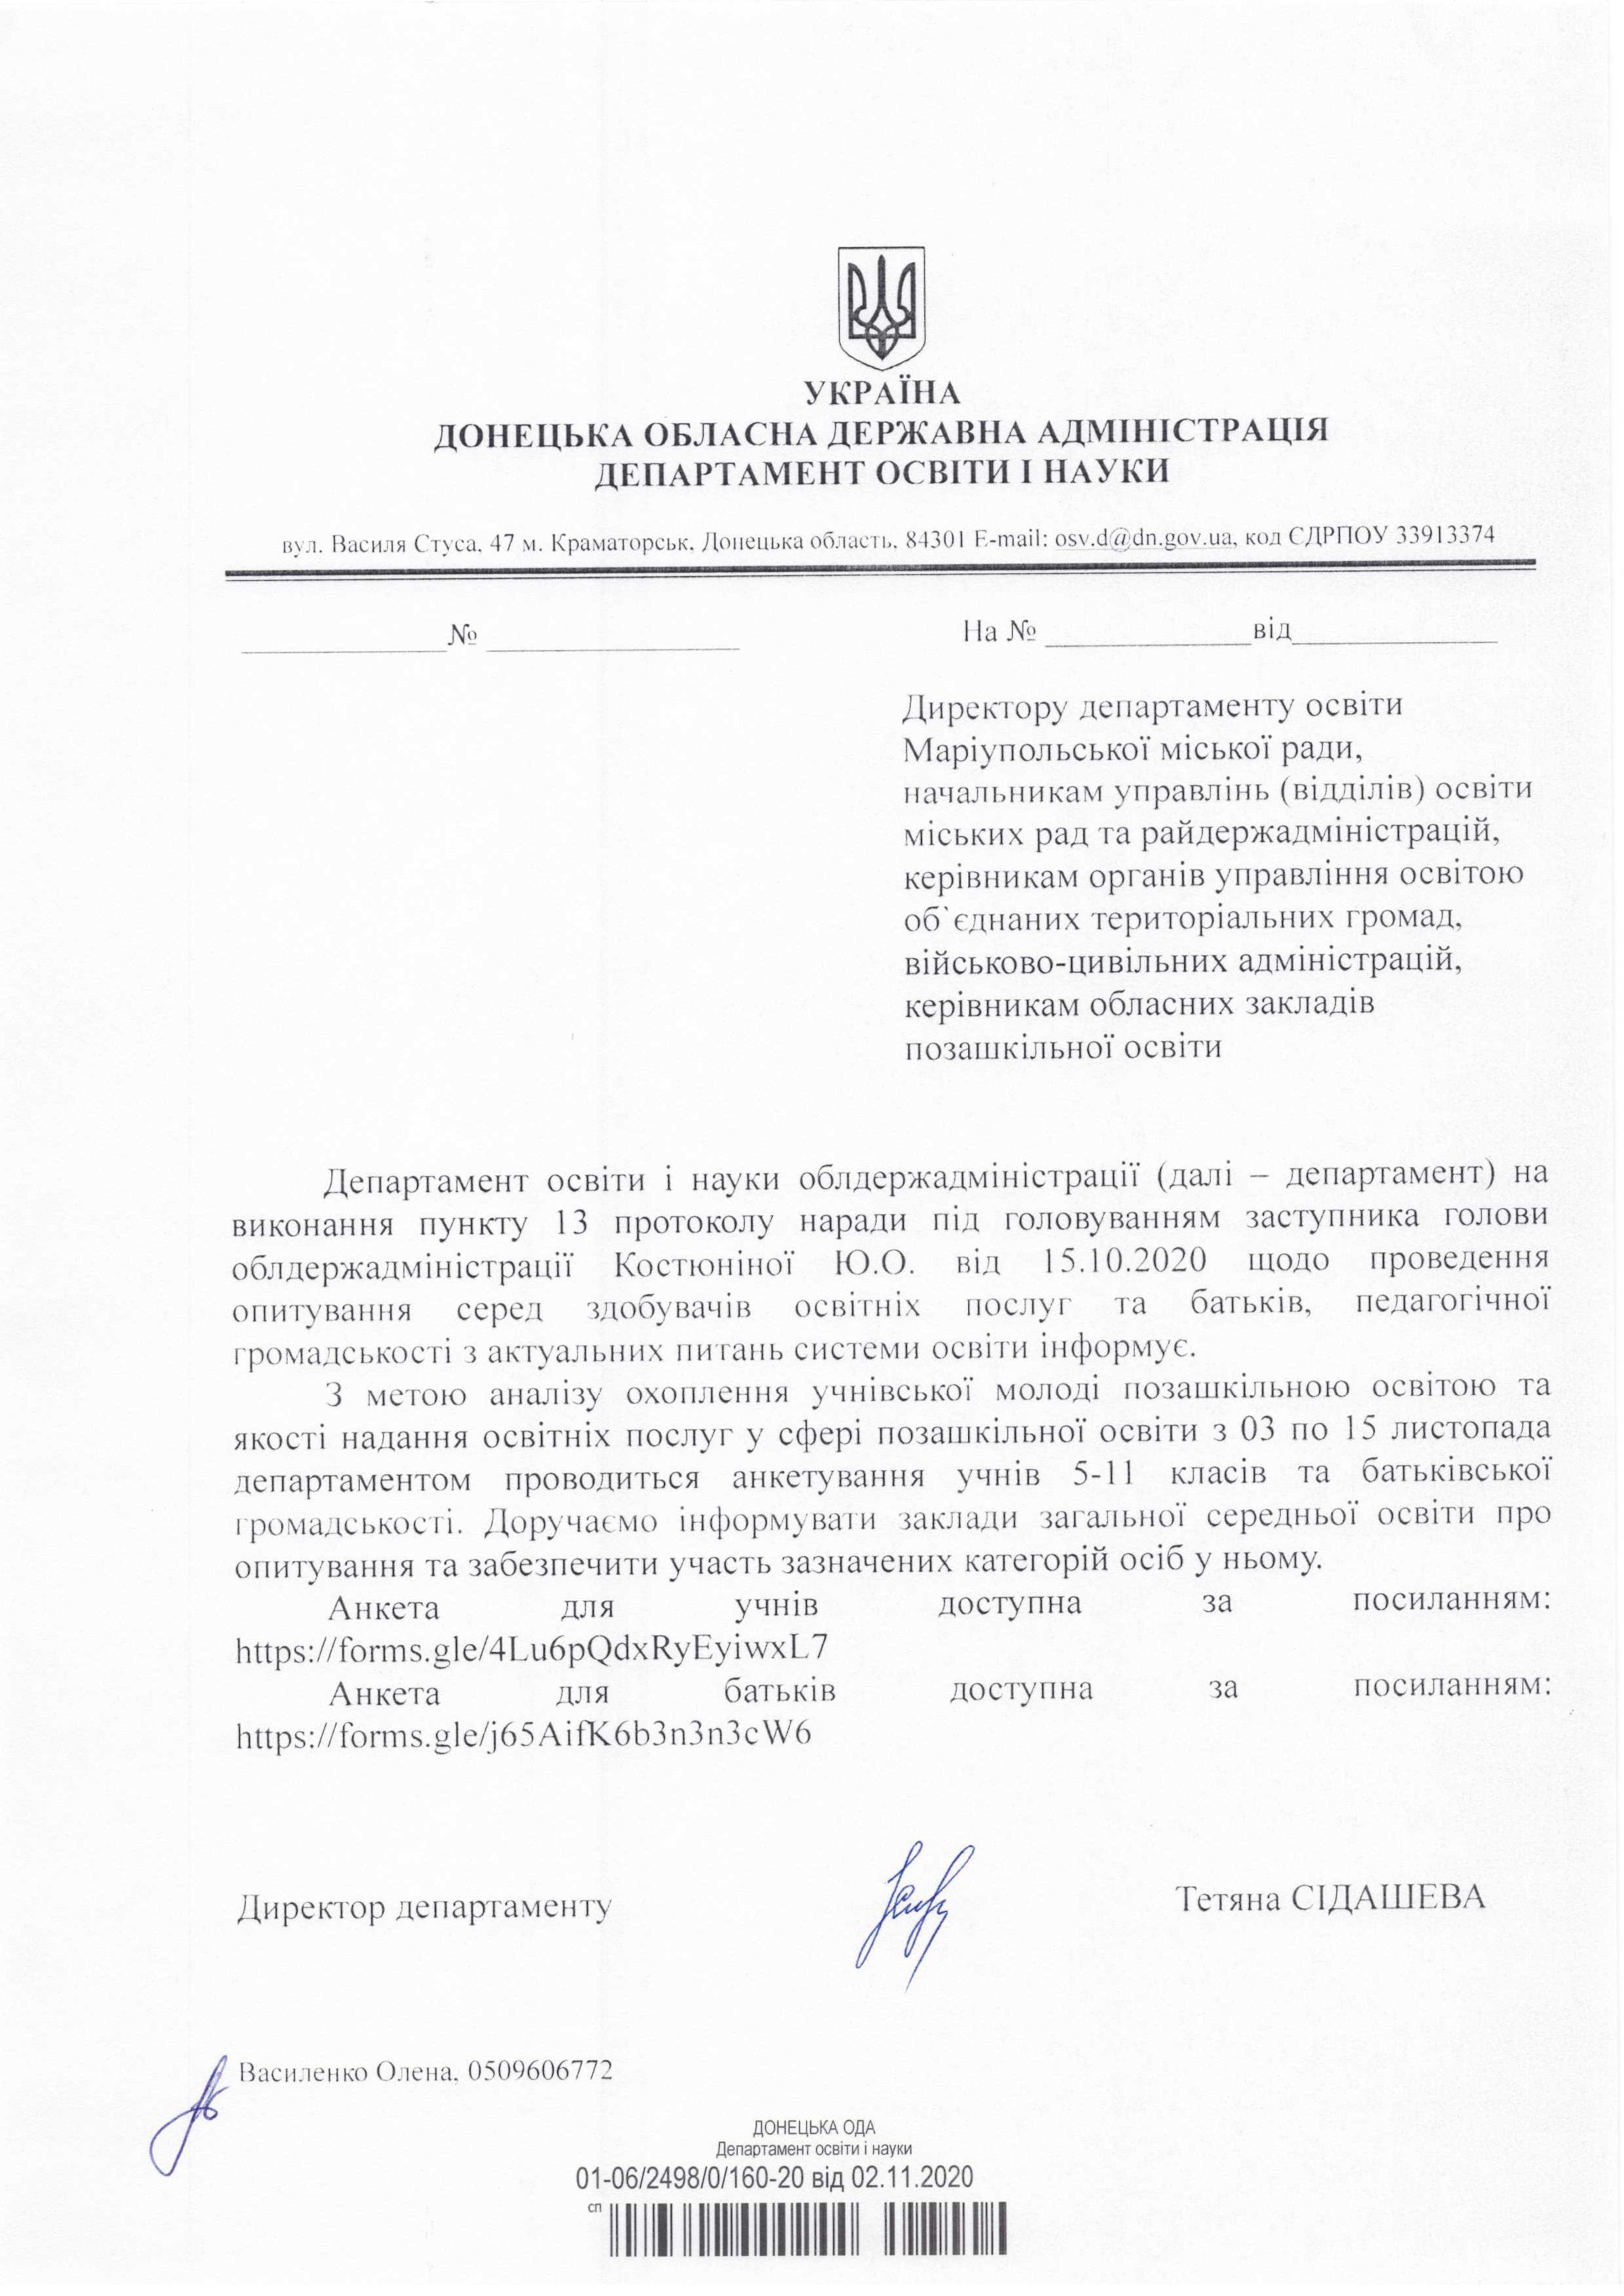 УКРАЇНА
ДОНЕЦЬКА ОБЛАСНА ДЕРЖАВНА АДМІНІСТРАЦІЯ
ДЕПАРТАМЕНТ ОСВІТИ І НАУКИ
вул. Василя Стуса, 47 м. Краматорськ, Донецька область, 84301 E-mail: osv.d@dn.gov.ua, код ЄДРПОУ 33913374
№
На № від
Директору департаменту освіти
Маріупольської міської ради,
начальникам управлінь (відділів) освіти
міських рад та райдержадміністрацій,
керівникам органів управління освітою
об`єднаних територіальних громад,
військово-цивільних адміністрацій,
керівникам обласних закладів
позашкільної освіти
Департамент освіти і науки облдержадміністрації (далі – департамент) на
виконання пункту 13 протоколу наради під головуванням заступника голови
облдержадміністрації Костюніної Ю.О. від 15.10.2020 щодо проведення
опитування серед здобувачів освітніх послуг та батьків, педагогічної
громадськості з актуальних питань системи освіти інформує.
З метою аналізу охоплення учнівської молоді позашкільною освітою та
якості надання освітніх послуг у сфері позашкільної освіти з 03 по 15 листопада
департаментом проводиться анкетування учнів 5-11 класів та батьківської
громадськості. Доручаємо інформувати заклади загальної середньої освіти про
опитування та забезпечити участь зазначених категорій осіб у ньому.
Анкета для учнів доступна за посиланням:
https://forms.gle/4Lu6pQdxRyEyiwxL7
Анкета для батьків доступна за посиланням:
https://forms.gle/j65AifK6b3n3n3cW6
Директор департаменту
Тетяна СІДАШЕВА
Василенко Олена, 0509606772
ДОНЕЦЬКА ОДА
Департамент освіти і науки
01-06/2498/0/160-20 від 02.11.2020
сп